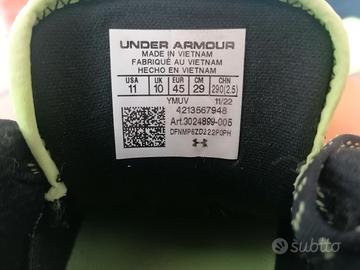 UNDER ARMOUR
MADE IN VIETNAM
FABRIQUÉ AU VIETNAM
HECHO EN VIETNAM
USA UK EUR CM CHN
11 10 45 29 290(2.5)
YMUV 11/22
4213567948
Art.3024899-005
DFNMP6ZD222P0PH
subito